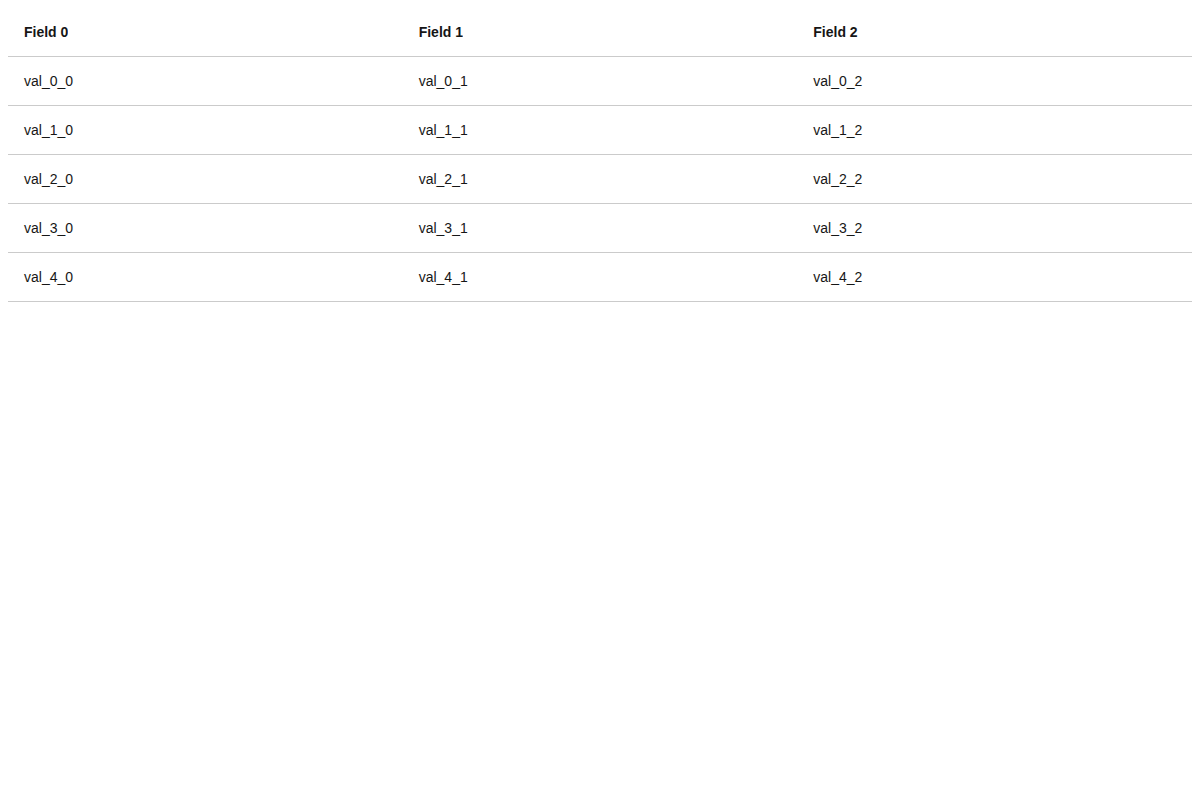 Field 0 Field 1 Field 2
val_0_0 val_0_1 val_0_2
val_1_0 val_1_1 val_1_2
val_2_0 val_2_1 val_2_2
val_3_0 val_3_1 val_3_2
val_4_0 val_4_1 val_4_2